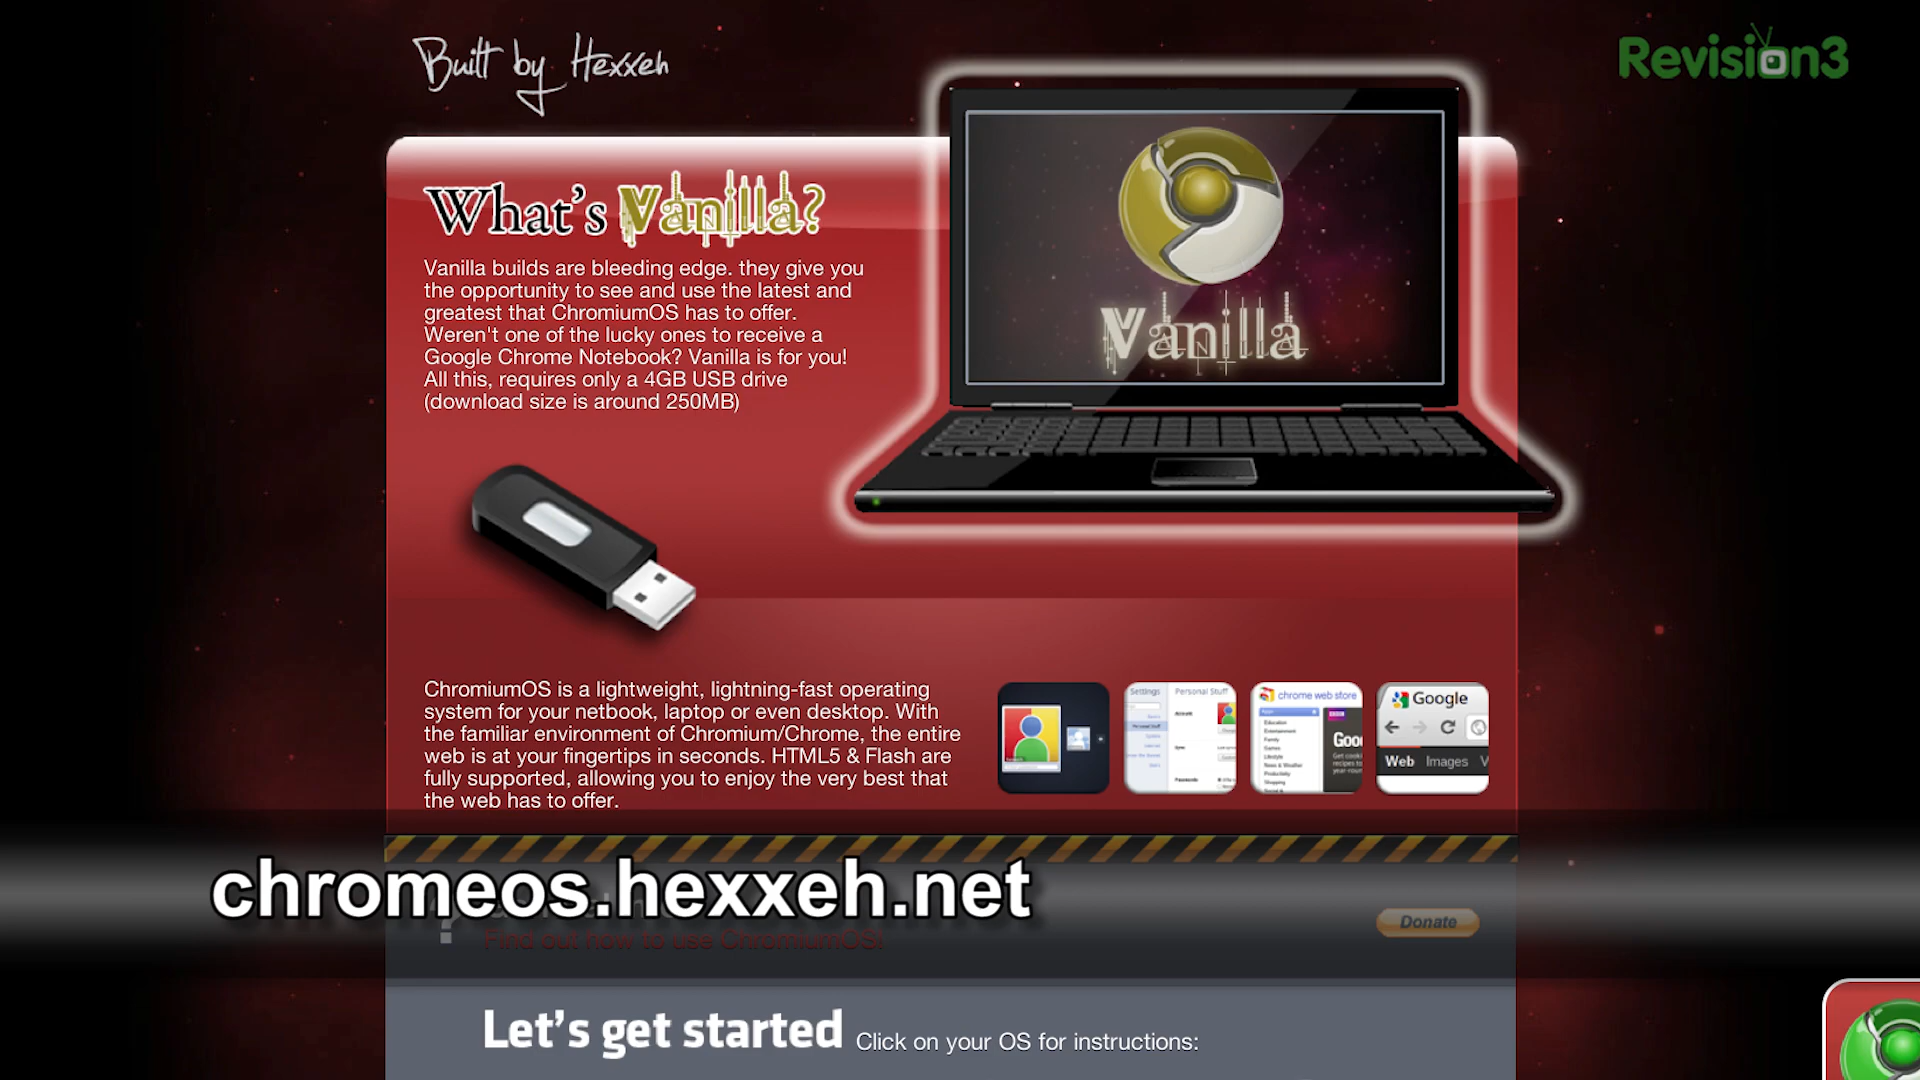 Built by Hexxeh
Revision3
What's Vanilla?
Vanilla builds are bleeding edge. they give you
the opportunity to see and use the latest and
greatest that ChromiumOS has to offer.
Weren't one of the lucky ones to receive a
Google Chrome Notebook? Vanilla is for you!
All this, requires only a 4GB USB drive
(download size is around 250MB)
Vanilla
ChromiumOS is a lightweight, lightning-fast operating
system for your netbook, laptop or even desktop. With
the familiar environment of Chromium/Chrome, the entire
web is at your fingertips in seconds. HTML5 & Flash are
fully supported, allowing you to enjoy the very best that
the web has to offer.
Settings Personal Stuff
chrome web store
Google
Web Images V
chromeos.hexxeh.net
?
Find out how to use ChromiumOS!
Donate
Let's get started Click on your OS for instructions: